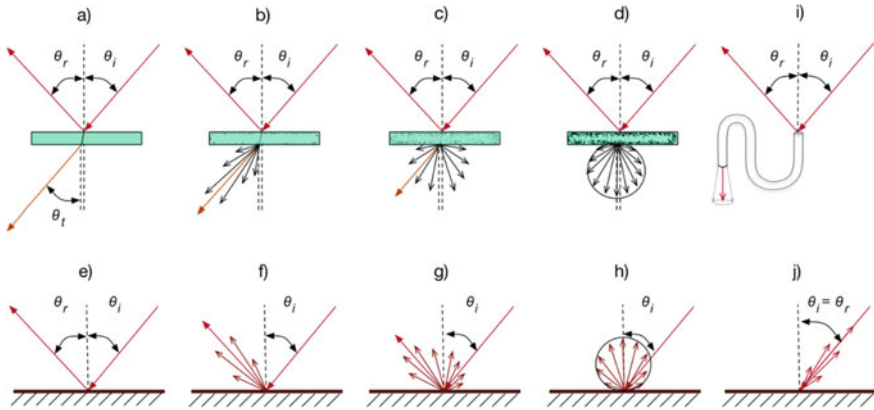 a) b) c) d) i)
θr θi θr θi θr θi θr θi θr θi
θt
e) f) g) h) j)
θr θi θi θi θi θi = θr